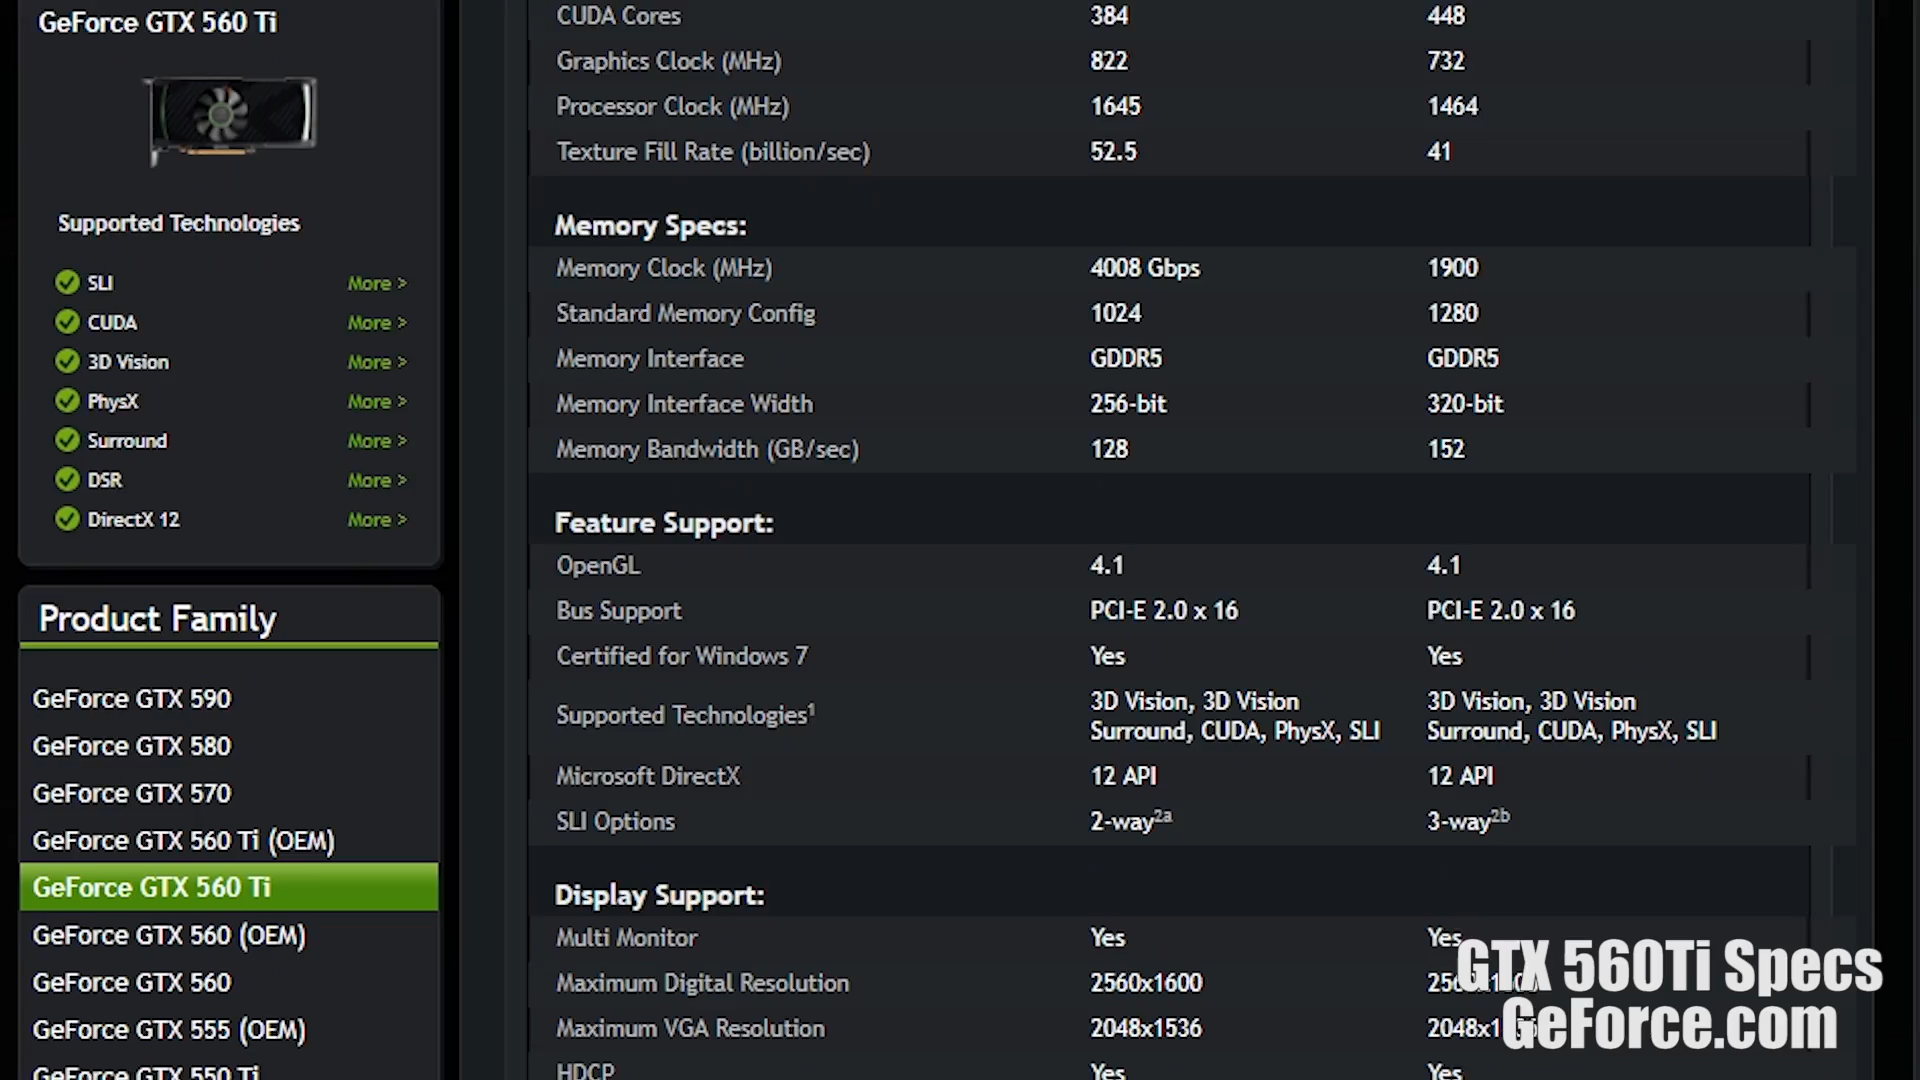 GeForce GTX 560 Ti
Supported Technologies
SLI More >
CUDA More >
3D Vision More >
PhysX More >
Surround More >
DSR More >
DirectX 12 More >
Product Family
GeForce GTX 590
GeForce GTX 580
GeForce GTX 570
GeForce GTX 560 Ti (OEM)
GeForce GTX 560 Ti
GeForce GTX 560 (OEM)
GeForce GTX 560
GeForce GTX 555 (OEM)
GeForce GTX 550 Ti
CUDA Cores 384 448
Graphics Clock (MHz) 822 732
Processor Clock (MHz) 1645 1464
Texture Fill Rate (billion/sec) 52.5 41
Memory Specs:
Memory Clock (MHz) 4008 Gbps 1900
Standard Memory Config 1024 1280
Memory Interface GDDR5 GDDR5
Memory Interface Width 256-bit 320-bit
Memory Bandwidth (GB/sec) 128 152
Feature Support:
OpenGL 4.1 4.1
Bus Support PCI-E 2.0 x 16 PCI-E 2.0 x 16
Certified for Windows 7 Yes Yes
Supported Technologies1 3D Vision, 3D Vision Surround, CUDA, PhysX, SLI 3D Vision, 3D Vision Surround, CUDA, PhysX, SLI
Microsoft DirectX 12 API 12 API
SLI Options 2-way2a 3-way2b
Display Support:
Multi Monitor Yes Yes
Maximum Digital Resolution 2560x1600
Maximum VGA Resolution 2048x1536
HDCP Yes Yes
GTX 560Ti Specs
GeForce.com